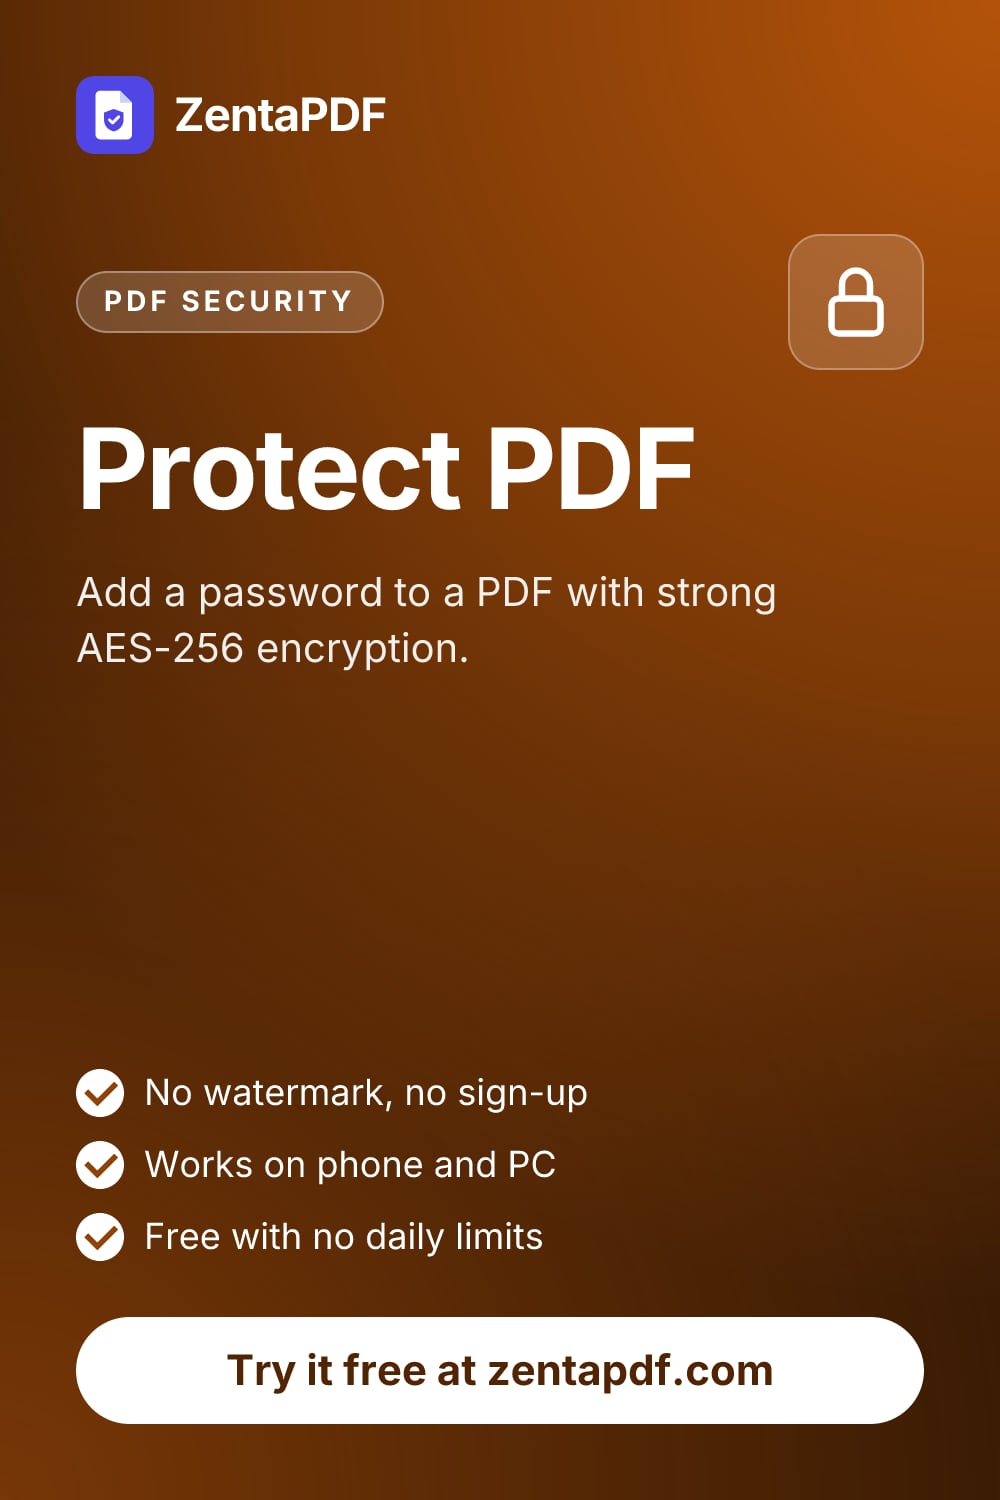 ZentaPDF
PDF SECURITY
Protect PDF
Add a password to a PDF with strong
AES-256 encryption.
No watermark, no sign-up
Works on phone and PC
Free with no daily limits
Try it free at zentapdf.com